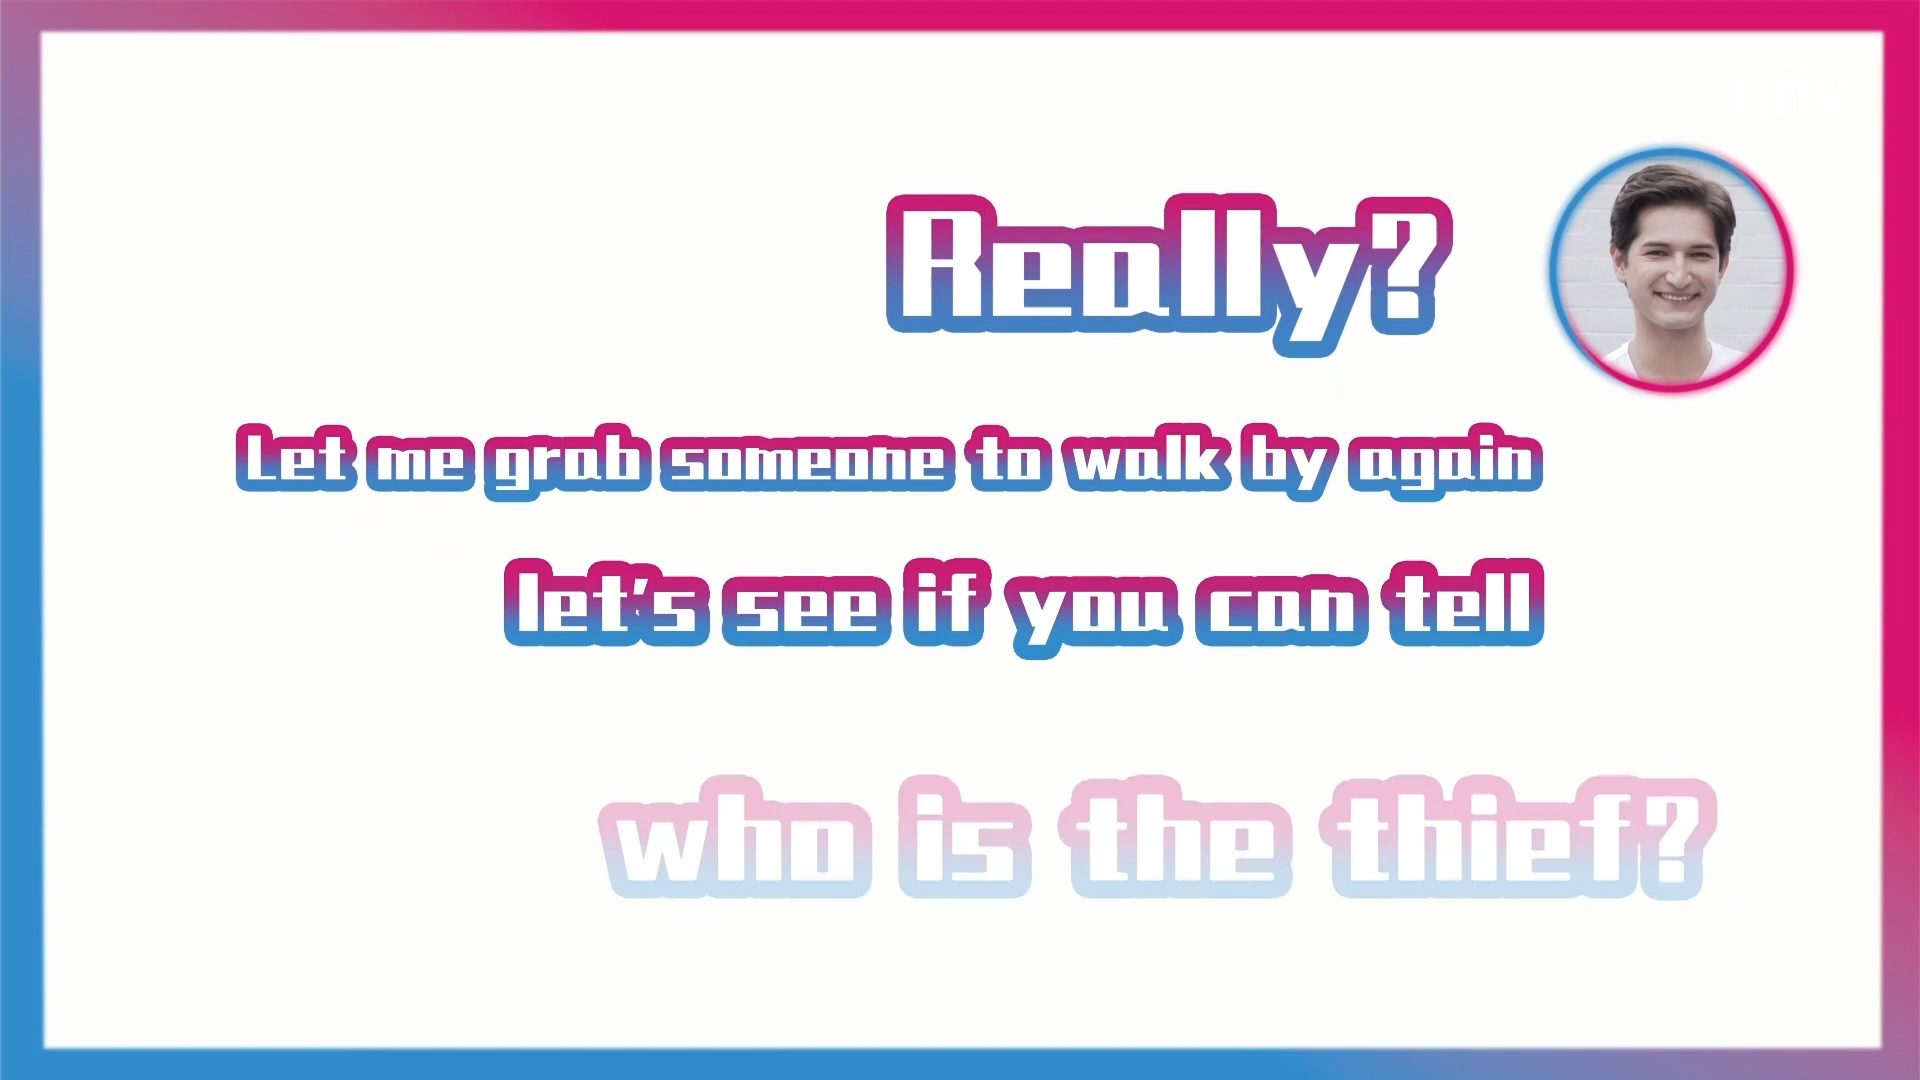 unv
Really?
Let me grab someone to walk by again
let's see if you can tell
who is the thief?